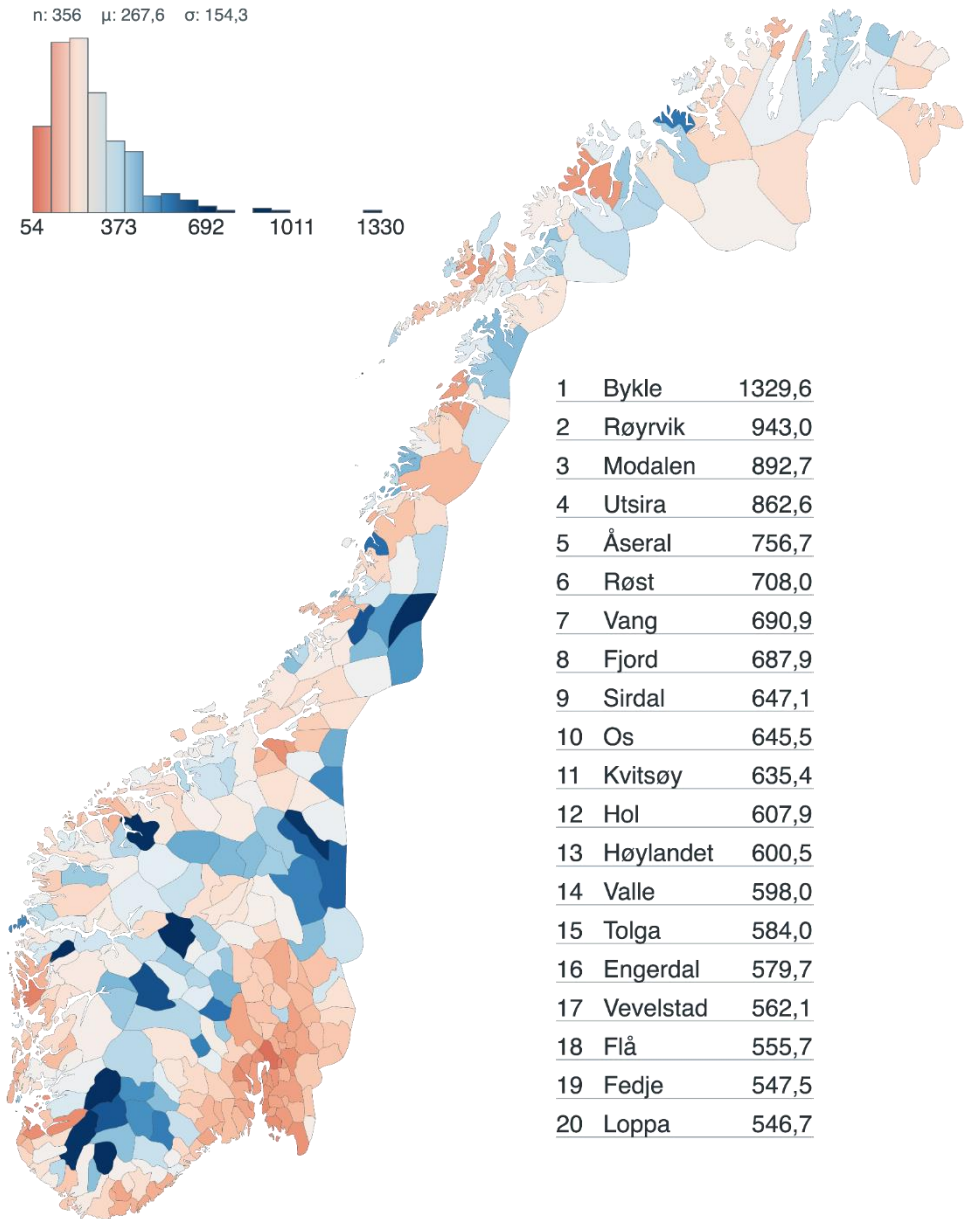 n: 356 μ: 267,6 σ: 154,3
54 373 692 1011 1330
1 Bykle 1329,6
2 Røyrvik 943,0
3 Modalen 892,7
4 Utsira 862,6
5 Åseral 756,7
6 Røst 708,0
7 Vang 690,9
8 Fjord 687,9
9 Sirdal 647,1
10 Os 645,5
11 Kvitsøy 635,4
12 Hol 607,9
13 Høylandet 600,5
14 Valle 598,0
15 Tolga 584,0
16 Engerdal 579,7
17 Vevelstad 562,1
18 Flå 555,7
19 Fedje 547,5
20 Loppa 546,7